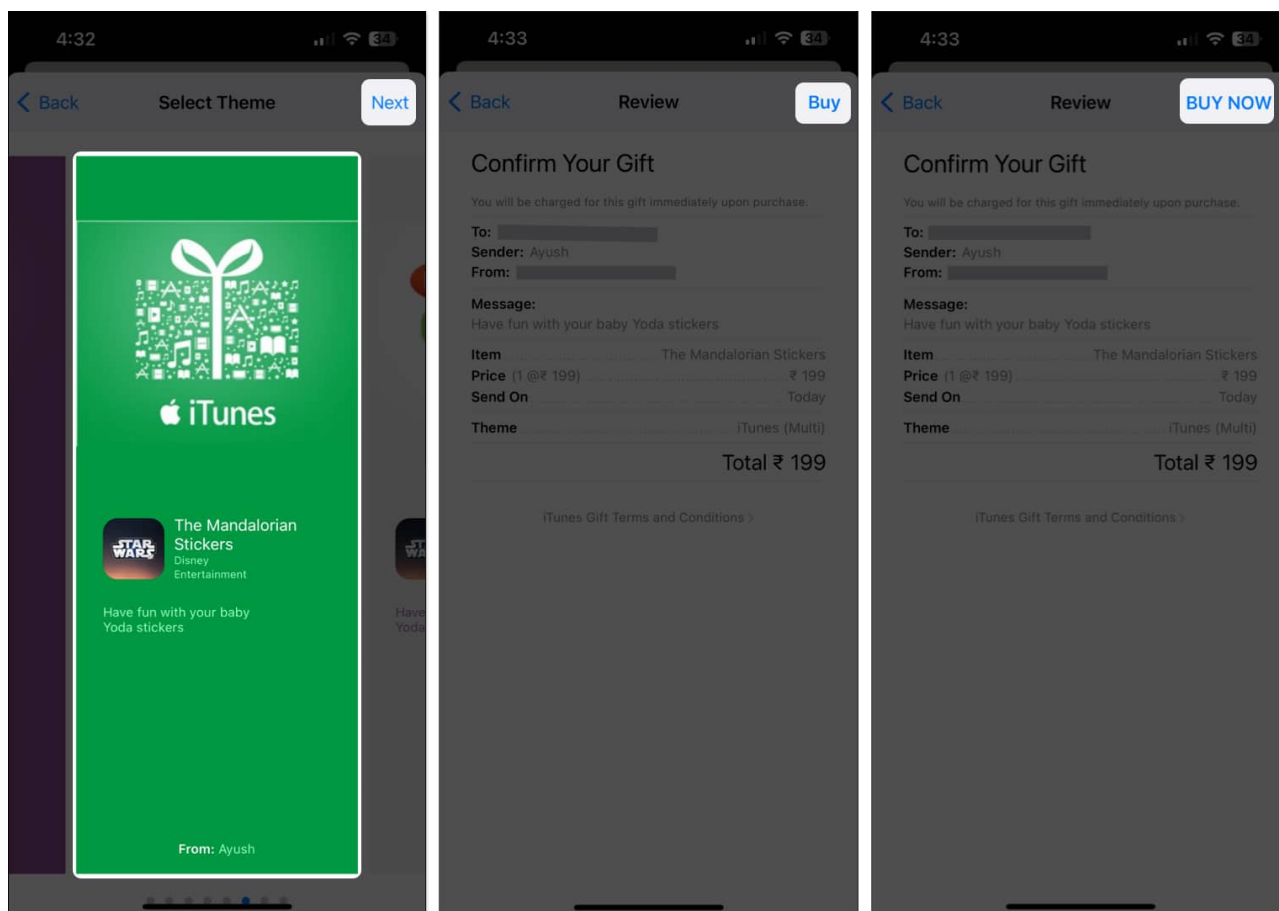 4:32
34
Back
Select Theme
Next
iTunes
STAR
WARS
The Mandalorian
Stickers
Disney
Entertainment
Have fun with your baby
Yoda stickers
From: Ayush
Have
Yoda
4:33
34
Back
Review
Buy
Confirm Your Gift
You will be charged for this gift immediately upon purchase.
To:
Sender: Ayush
From:
Message:
Have fun with your baby Yoda stickers
Item The Mandalorian Stickers
Price (1 @₹ 199) ₹ 199
Send On Today
Theme iTunes (Multi)
Total ₹ 199
iTunes Gift Terms and Conditions >
4:33
34
Back
Review
BUY NOW
Confirm Your Gift
You will be charged for this gift immediately upon purchase.
To:
Sender: Ayush
From:
Message:
Have fun with your baby Yoda stickers
Item The Mandalorian Stickers
Price (1 @₹ 199) ₹ 199
Send On Today
Theme iTunes (Multi)
Total ₹ 199
iTunes Gift Terms and Conditions >